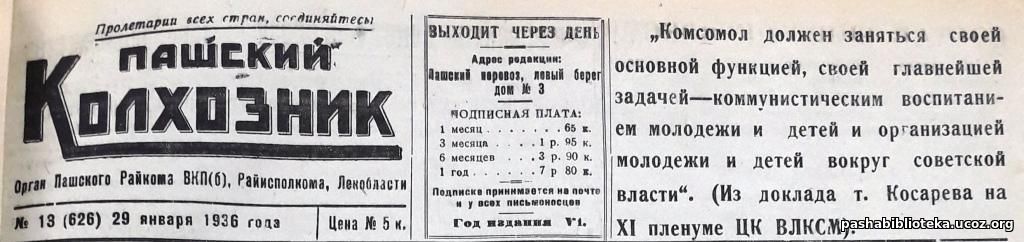 Пролетарии всех стран, соединяйтесь
ПАШСКИЙ
КОЛХОЗНИК
Орган Пашского Райкома ВКП(б), Райисполкома, Леноблости
№ 13 (626) 29 января 1936 года
Цена № 5 к.
ВЫХОДИТ ЧЕРЕЗ ДЕНЬ
Адрес редакции:
Пашский перевоз, левый берег
дом № 3
ПОДПИСНАЯ ПЛАТА:
1 месяц . . . . . . . 65 к.
3 месяца . . . . 1 р. 95 к.
6 месяцев . . . 3 р. 90 к.
1 год . . . . . 7 р 80 к.
Подписка принимается на почте
и у всех письмоносцев
Год издания VI.
„Комсомол должен заняться своей
основной функцией, своей главнейшей
задачей—коммунистическим воспитани-
ем молодежи и детей и организацией
молодежи и детей вокруг советской
власти". (Из доклада т. Косарева на
XI пленуме ЦК ВЛКСМ).
pashabiblioteka.ucoz.org